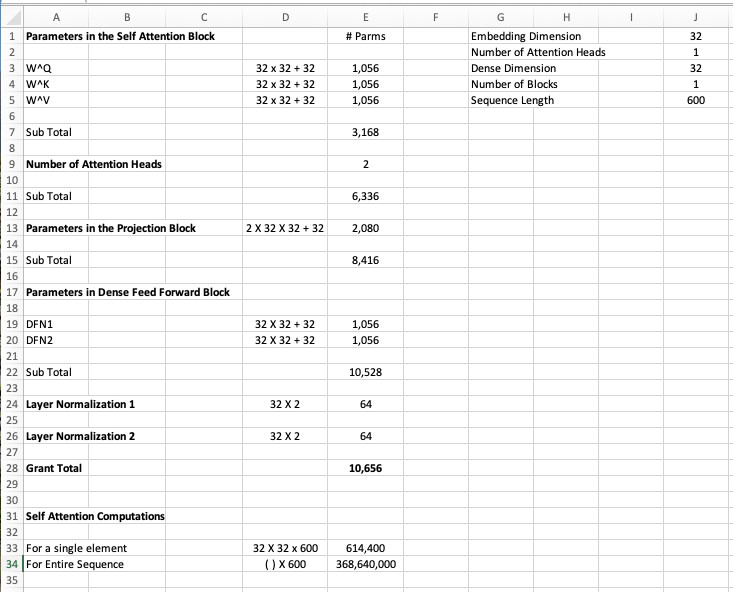 A B C D E F G H I J
1 Parameters in the Self Attention Block # Parms Embedding Dimension 32
2 Number of Attention Heads 1
3 W^Q 32 x 32 + 32 1,056 Dense Dimension 32
4 W^K 32 x 32 + 32 1,056 Number of Blocks 1
5 W^V 32 x 32 + 32 1,056 Sequence Length 600
6
7 Sub Total 3,168
8
9 Number of Attention Heads 2
10
11 Sub Total 6,336
12
13 Parameters in the Projection Block 2 X 32 X 32 + 32 2,080
14
15 Sub Total 8,416
16
17 Parameters in Dense Feed Forward Block
18
19 DFN1 32 X 32 + 32 1,056
20 DFN2 32 X 32 + 32 1,056
21
22 Sub Total 10,528
23
24 Layer Normalization 1 32 X 2 64
25
26 Layer Normalization 2 32 X 2 64
27
28 Grant Total 10,656
29
30
31 Self Attention Computations
32
33 For a single element 32 X 32 x 600 614,400
34 For Entire Sequence ( ) X 600 368,640,000
35